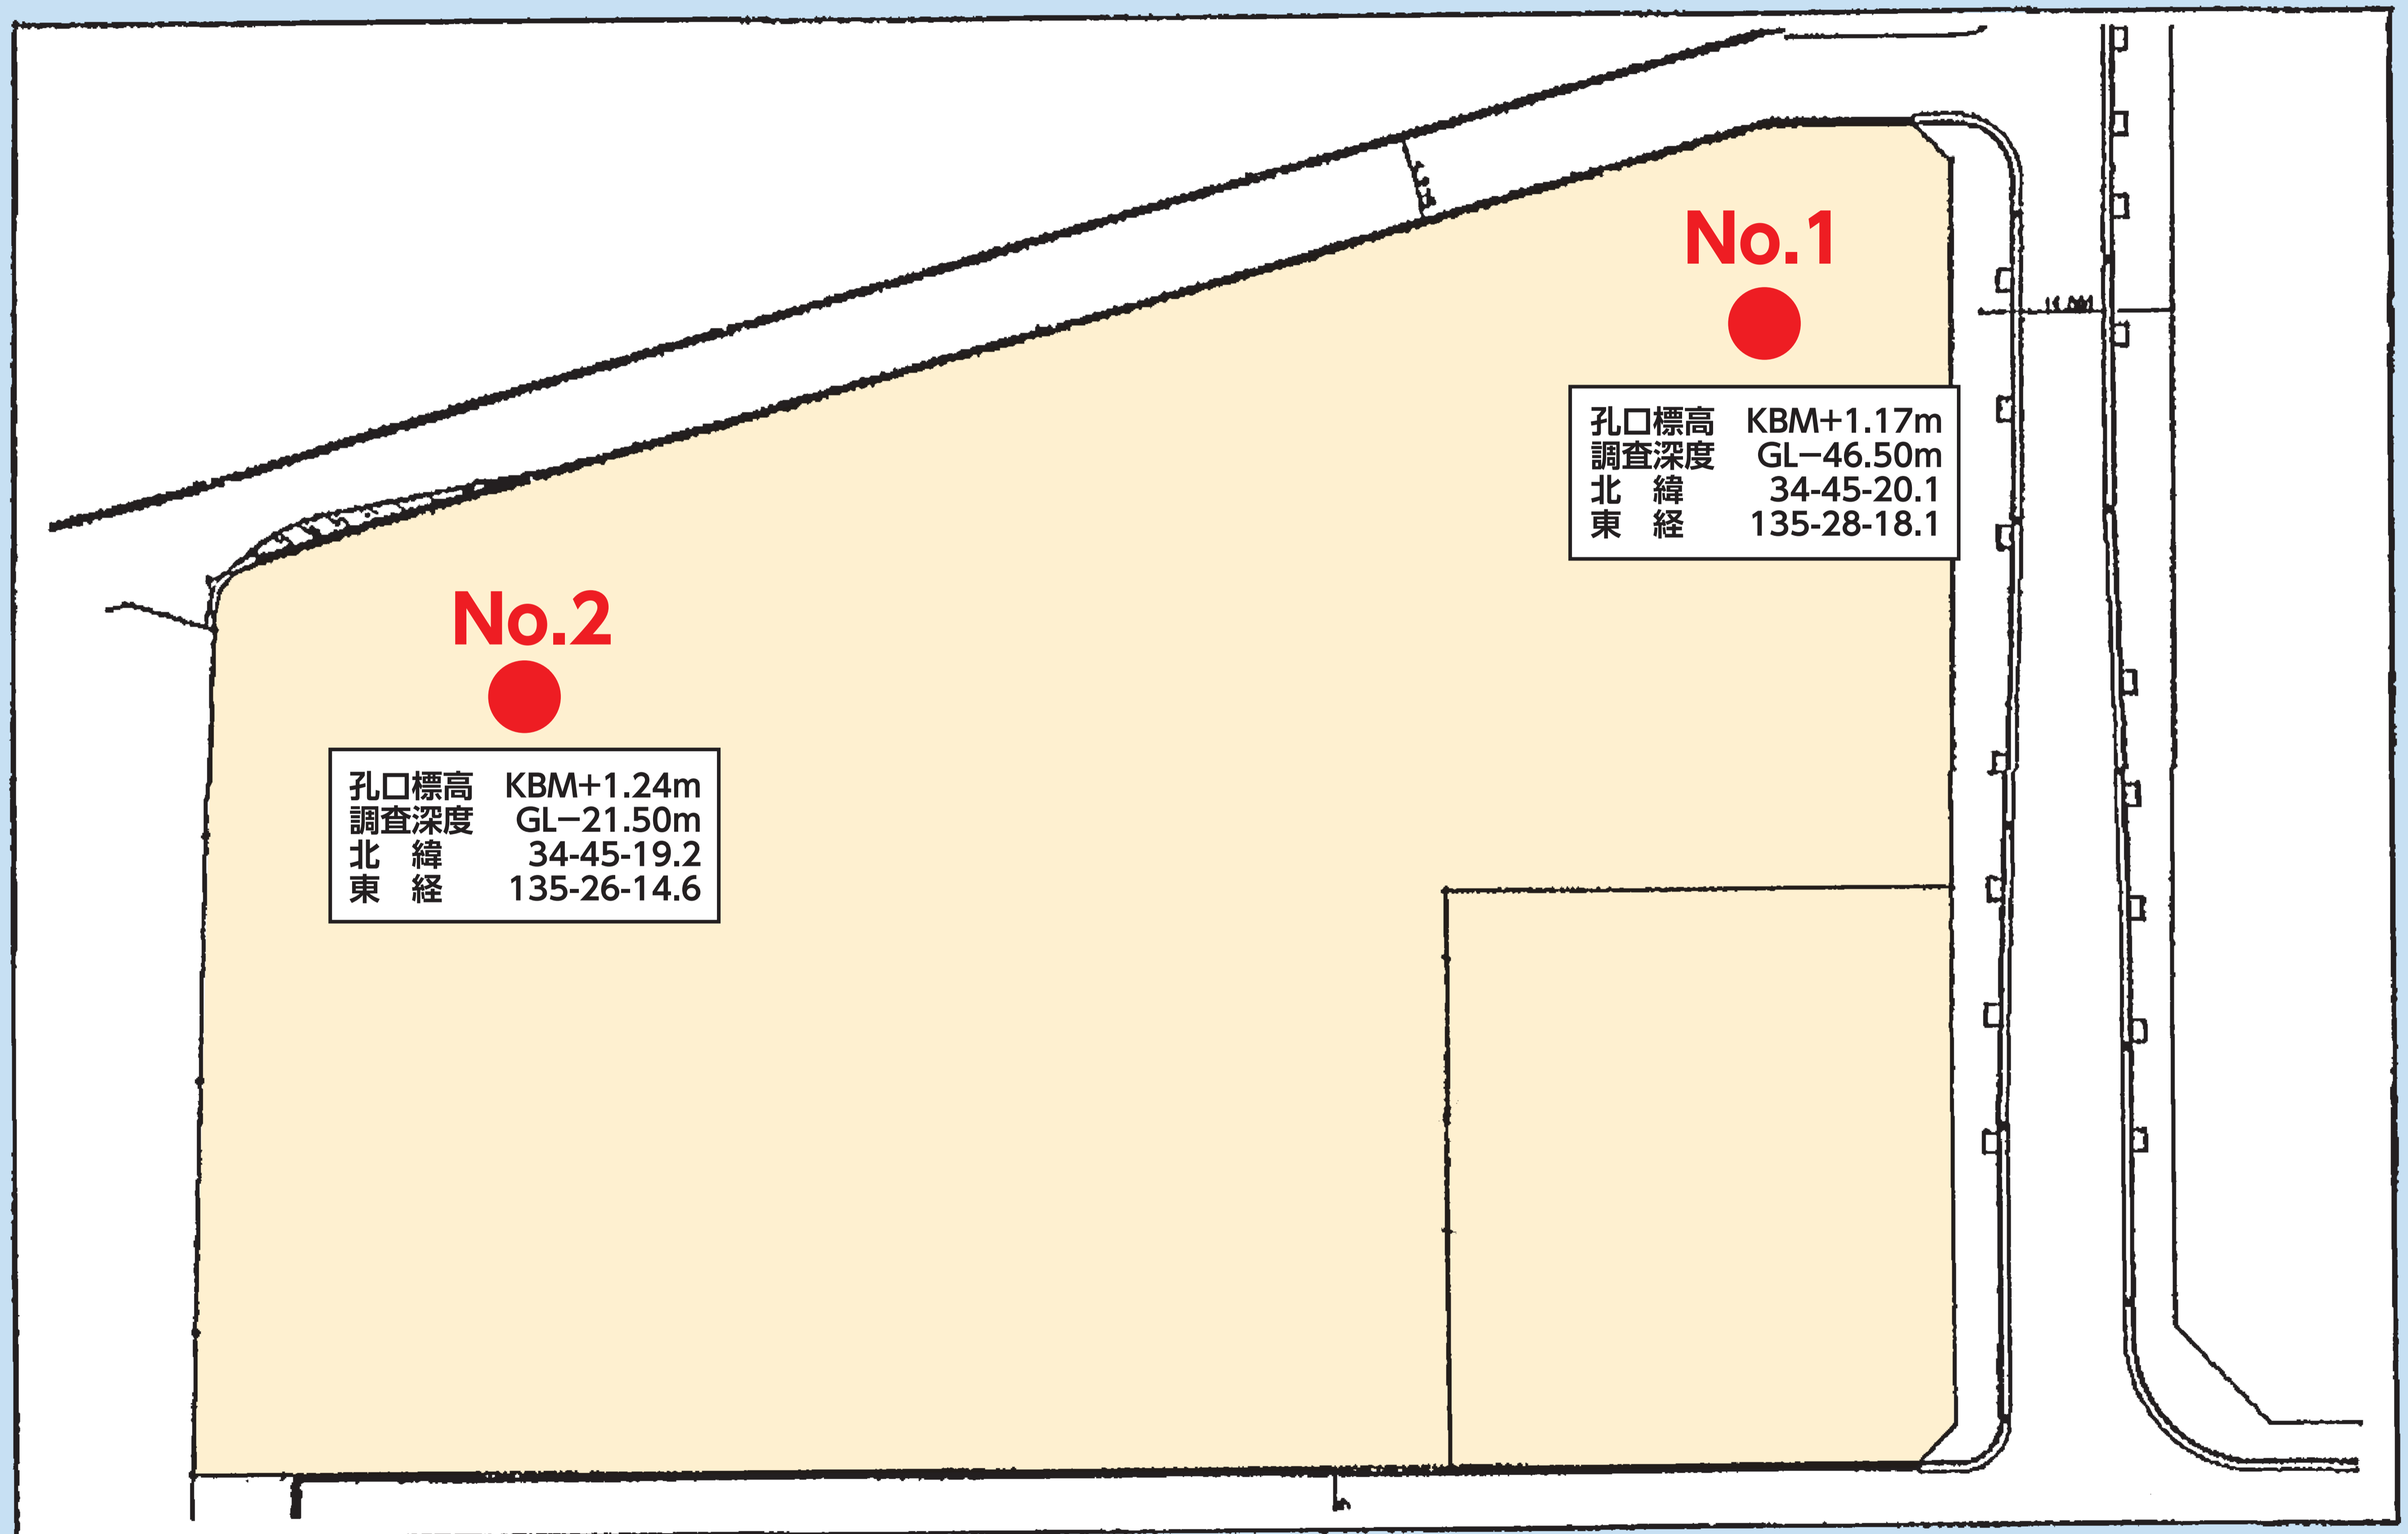 No.1
孔口標高 KBM+1.17m
調査深度 GL−46.50m
北 緯 34-45-20.1
東 経 135-28-18.1
No.2
孔口標高 KBM+1.24m
調査深度 GL−21.50m
北 緯 34-45-19.2
東 経 135-26-14.6